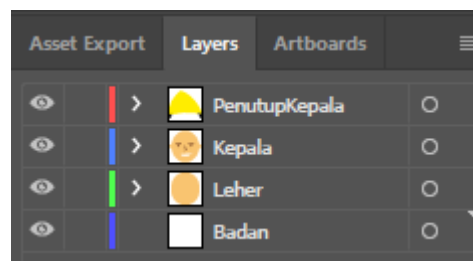 Asset Export Layers Artboards
PenutupKepala
Kepala
Leher
Badan